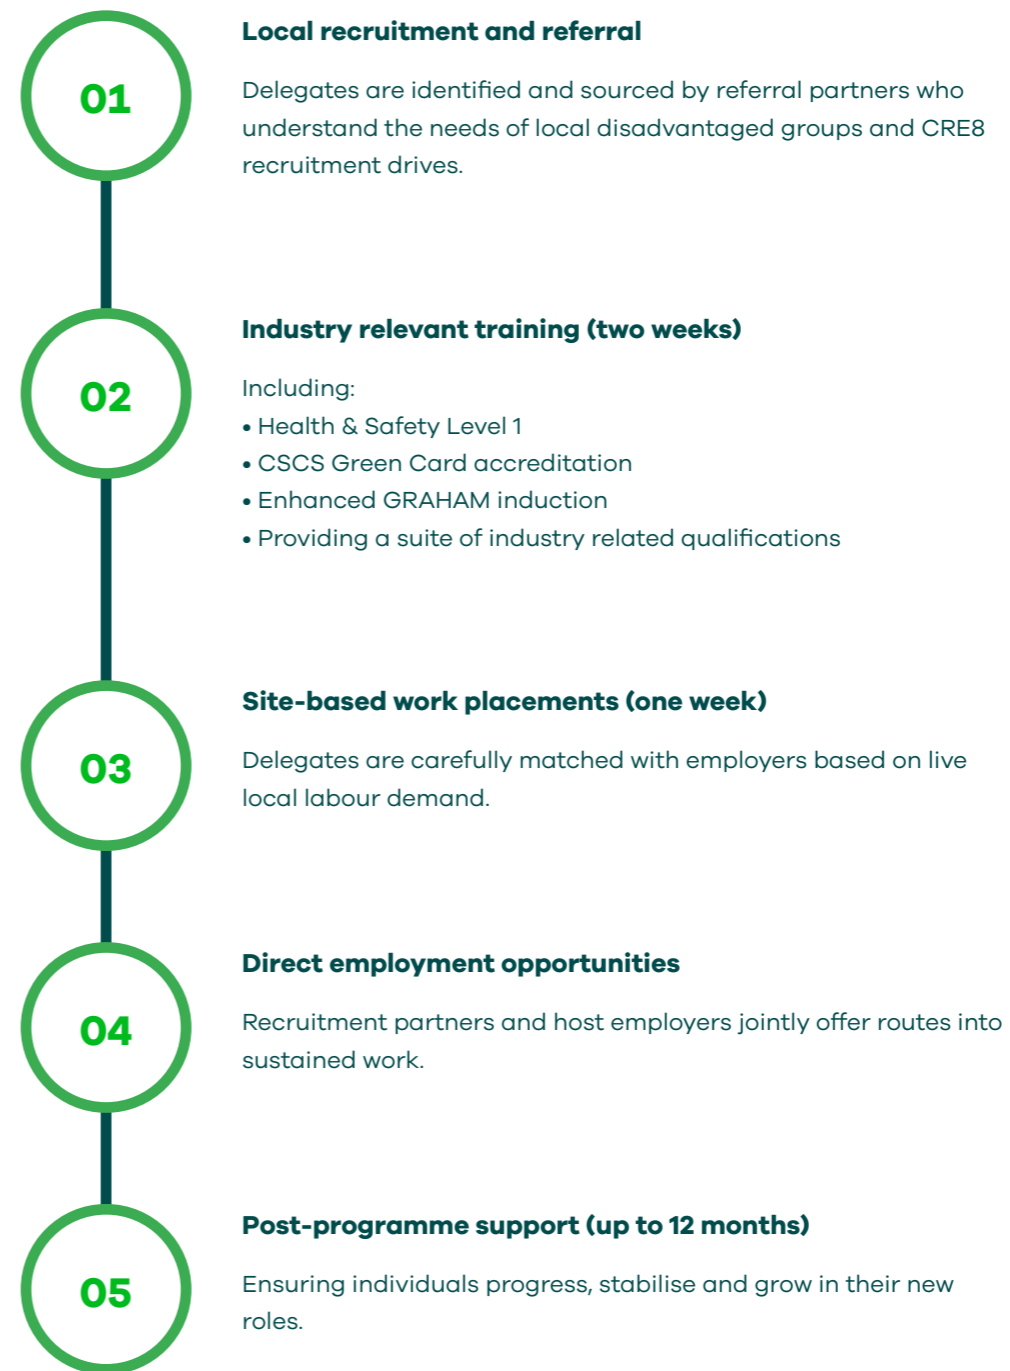 01
Local recruitment and referral
Delegates are identified and sourced by referral partners who
understand the needs of local disadvantaged groups and CRE8
recruitment drives.
02
Industry relevant training (two weeks)
Including:
• Health & Safety Level 1
• CSCS Green Card accreditation
• Enhanced GRAHAM induction
• Providing a suite of industry related qualifications
03
Site-based work placements (one week)
Delegates are carefully matched with employers based on live
local labour demand.
04
Direct employment opportunities
Recruitment partners and host employers jointly offer routes into
sustained work.
05
Post-programme support (up to 12 months)
Ensuring individuals progress, stabilise and grow in their new
roles.